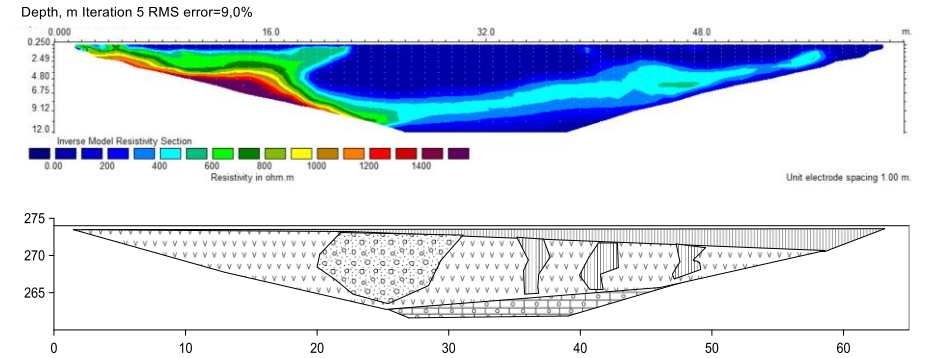 Depth, m Iteration 5 RMS error=9,0%
0.000 16.0 32.0 48.0 m.
0.250
2.49
4.80
6.75
9.12
12.0
Inverse Model Resistivity Section
0.00 200 400 600 800 1000 1200 1400
Resistivity in ohm.m
Unit electrode spacing 1.00 m.
275
270
265
0 10 20 30 40 50 60